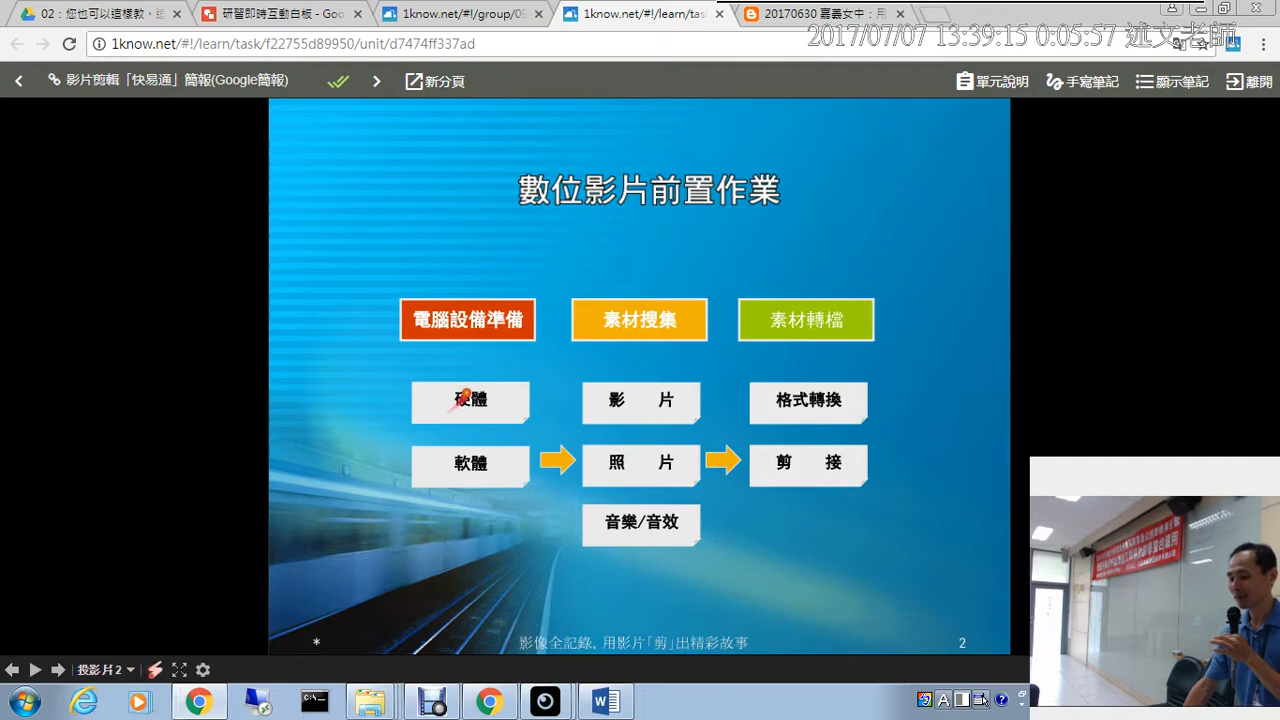 02：您也可以這樣教、
研習即時互動白板 - Goo
1know.net/#!/group/09
1know.net/#!/learn/tas
20170630 嘉義女中：用
1know.net/#!/learn/task/f22755d89950/unit/d7474ff337ad
2017/07/07 13:39:15 0:05:57 述文老師
影片剪輯「快易通」簡報(Google簡報)
新分頁
單元說明
手寫筆記
顯示筆記
離開
數位影片前置作業
電腦設備準備
素材搜集
素材轉檔
硬體
影 片
格式轉換
軟體
照 片
剪 接
音樂/音效
*
影像全記錄, 用影片「剪」出精彩故事
2
投影片 2